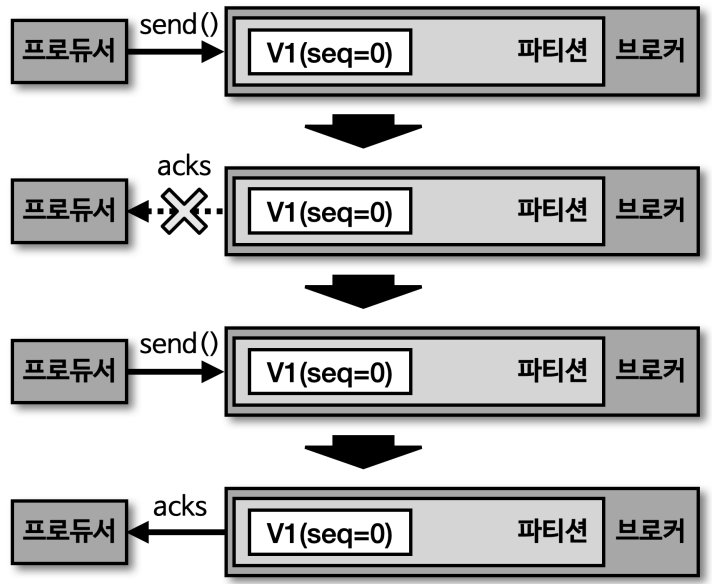 send()
프로듀서
V1(seq=0)
파티션
브로커
acks
프로듀서
V1(seq=0)
파티션
브로커
send()
프로듀서
V1(seq=0)
파티션
브로커
acks
프로듀서
V1(seq=0)
파티션
브로커